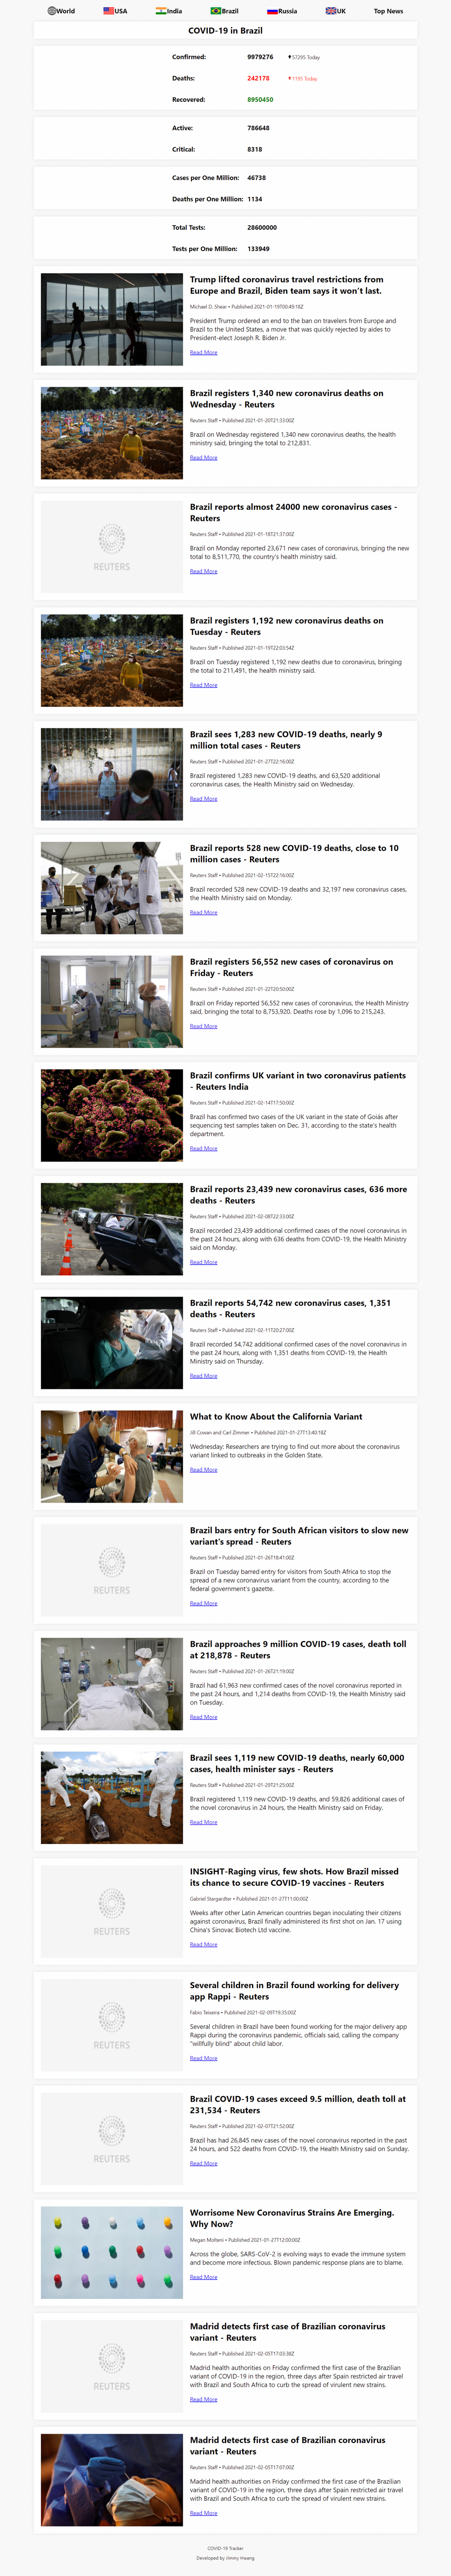 World USA India Brazil Russia UK Top News
COVID-19 in Brazil
Confirmed: 9979276 57295 Today
Deaths: 242178 1195 Today
Recovered: 8950450
Active: 786648
Critical: 8318
Cases per One Million: 46738
Deaths per One Million: 1134
Total Tests: 28600000
Tests per One Million: 133949
Trump lifted coronavirus travel restrictions from
Europe and Brazil, Biden team says it won't last.
Michael D. Shear • Published 2021-01-19T00:49:16Z
President Trump ordered an end to the ban on travelers from Europe and
Brazil to the United States, a move that was quickly rejected by aides to
President-elect Joseph R. Biden Jr.
Read More
Brazil registers 1,340 new coronavirus deaths on
Wednesday - Reuters
Reuters Staff • Published 2021-01-20T21:33:00Z
Brazil on Wednesday registered 1,340 new coronavirus deaths, the health
ministry said, bringing the total to 212,831.
Read More
REUTERS
Brazil reports almost 24000 new coronavirus cases -
Reuters
Reuters Staff • Published 2021-01-18T21:37:00Z
Brazil on Monday reported 23,671 new cases of coronavirus, bringing the new
total to 8,511,770, the country's health ministry said.
Read More
Brazil registers 1,192 new coronavirus deaths on
Tuesday - Reuters
Reuters Staff • Published 2021-01-19T22:03:54Z
Brazil on Tuesday registered 1,192 new deaths due to coronavirus, bringing
the total to 211,491, the health ministry said.
Read More
Brazil sees 1,283 new COVID-19 deaths, nearly 9
million total cases - Reuters
Reuters Staff • Published 2021-01-27T22:16:00Z
Brazil registered 1,283 new COVID-19 deaths, and 63,520 additional
coronavirus cases, the Health Ministry said on Wednesday.
Read More
Brazil reports 528 new COVID-19 deaths, close to 10
million cases - Reuters
Reuters Staff • Published 2021-02-15T22:16:00Z
Brazil recorded 528 new COVID-19 deaths and 32,197 new coronavirus cases,
the Health Ministry said on Monday.
Read More
Brazil registers 56,552 new cases of coronavirus on
Friday - Reuters
Reuters Staff • Published 2021-01-22T20:50:00Z
Brazil on Friday reported 56,552 new cases of coronavirus, the Health Ministry
said, bringing the total to 8,753,920. Deaths rose by 1,096 to 215,243.
Read More
Brazil confirms UK variant in two coronavirus patients
- Reuters India
Reuters Staff • Published 2021-02-14T17:50:00Z
Brazil has confirmed two cases of the UK variant in the state of Goiás after
sequencing test samples taken on Dec. 31, according to the state's health
department.
Read More
Brazil reports 23,439 new coronavirus cases, 636 more
deaths - Reuters
Reuters Staff • Published 2021-02-08T22:33:00Z
Brazil recorded 23,439 additional confirmed cases of the novel coronavirus in
the past 24 hours, along with 636 deaths from COVID-19, the Health Ministry
said on Monday.
Read More
Brazil reports 54,742 new coronavirus cases, 1,351
deaths - Reuters
Reuters Staff • Published 2021-02-11T20:27:00Z
Brazil recorded 54,742 additional confirmed cases of the novel coronavirus in
the past 24 hours, along with 1,351 deaths from COVID-19, the Health
Ministry said on Thursday.
Read More
What to Know About the California Variant
Jill Cowan and Carl Zimmer • Published 2021-01-27T13:40:18Z
Wednesday: Researchers are trying to find out more about the coronavirus
variant linked to outbreaks in the Golden State.
Read More
REUTERS
Brazil bars entry for South African visitors to slow new
variant's spread - Reuters
Reuters Staff • Published 2021-01-26T18:41:00Z
Brazil on Tuesday barred entry for visitors from South Africa to stop the
spread of a new coronavirus variant from the country, according to the
federal government's gazette.
Read More
Brazil approaches 9 million COVID-19 cases, death toll
at 218,878 - Reuters
Reuters Staff • Published 2021-01-26T21:19:00Z
Brazil had 61,963 new confirmed cases of the novel coronavirus reported in
the past 24 hours, and 1,214 deaths from COVID-19, the Health Ministry said
on Tuesday.
Read More
Brazil sees 1,119 new COVID-19 deaths, nearly 60,000
cases, health minister says - Reuters
Reuters Staff • Published 2021-01-29T21:25:00Z
Brazil registered 1,119 new COVID-19 deaths, and 59,826 additional cases of
the novel coronavirus in 24 hours, the Health Ministry said on Friday.
Read More
REUTERS
INSIGHT-Raging virus, few shots. How Brazil missed
its chance to secure COVID-19 vaccines - Reuters
Gabriel Stargardter • Published 2021-01-27T11:00:00Z
Weeks after other Latin American countries began inoculating their citizens
against coronavirus, Brazil finally administered its first shot on Jan. 17 using
China's Sinovac Biotech Ltd vaccine.
Read More
REUTERS
Several children in Brazil found working for delivery
app Rappi - Reuters
Fabio Teixeira • Published 2021-02-09T19:35:00Z
Several children in Brazil have been found working for the major delivery app
Rappi during the coronavirus pandemic, officials said, calling the company
"willfully blind" about child labor.
Read More
REUTERS
Brazil COVID-19 cases exceed 9.5 million, death toll at
231,534 - Reuters
Reuters Staff • Published 2021-02-07T21:52:00Z
Brazil has had 26,845 new cases of the novel coronavirus reported in the past
24 hours, and 522 deaths from COVID-19, the Health Ministry said on Sunday.
Read More
Worrisome New Coronavirus Strains Are Emerging.
Why Now?
Megan Molteni • Published 2021-01-27T12:00:00Z
Across the globe, SARS-CoV-2 is evolving ways to evade the immune system
and become more infectious. Blown pandemic response plans are to blame.
Read More
REUTERS
Madrid detects first case of Brazilian coronavirus
variant - Reuters
Reuters Staff • Published 2021-02-05T17:03:38Z
Madrid health authorities on Friday confirmed the first case of the Brazilian
variant of COVID-19 in the region, three days after Spain restricted air travel
with Brazil and South Africa to curb the spread of virulent new strains.
Read More
Madrid detects first case of Brazilian coronavirus
variant - Reuters
Reuters Staff • Published 2021-02-05T17:07:00Z
Madrid health authorities on Friday confirmed the first case of the Brazilian
variant of COVID-19 in the region, three days after Spain restricted air travel
with Brazil and South Africa to curb the spread of virulent new strains.
Read More
COVID-19 Tracker
Developed by Jimmy Hwang